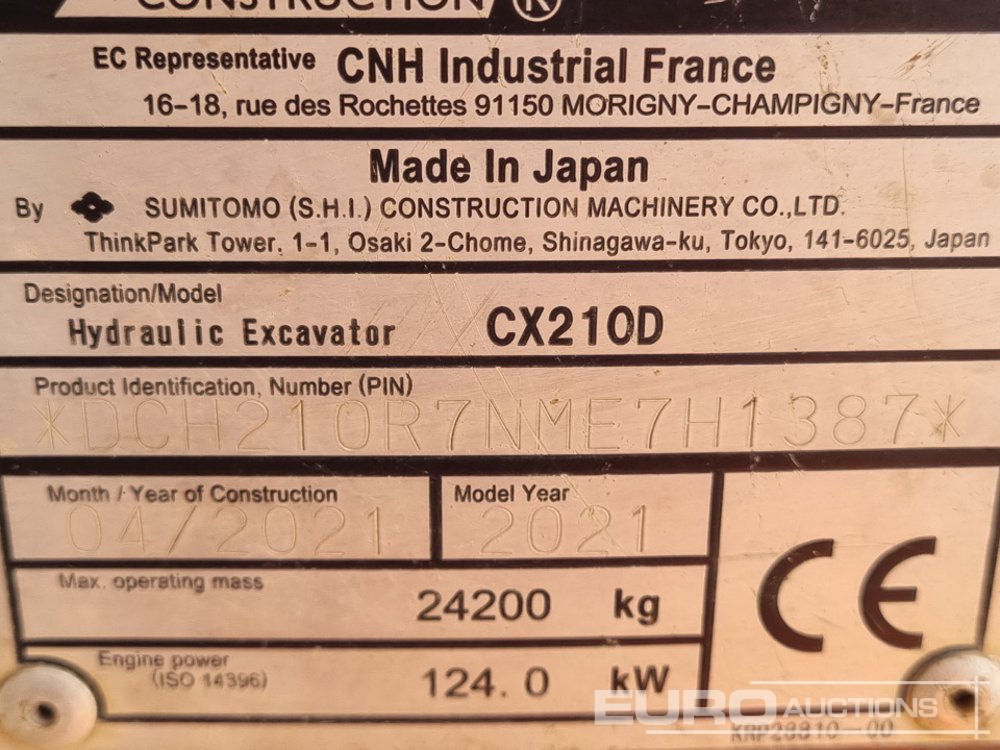 CONSTRUCTION ®
EC Representative CNH Industrial France
16-18, rue des Rochettes 91150 MORIGNY-CHAMPIGNY-France
Made In Japan
By SUMITOMO (S.H.I.) CONSTRUCTION MACHINERY CO.,LTD.
ThinkPark Tower. 1-1, Osaki 2-Chome, Shinagawa-ku, Tokyo, 141-6025, Japan
Designation/Model
Hydraulic Excavator CX210D
Product Identification, Number (PIN)
*DCH210R7NME7H1387*
Month / Year of Construction Model Year
04/2021 2021
Max. operating mass
24200 kg
CE
Engine power
(ISO 14396)
124.0 kW
EURO AUCTIONS
KRP28810-00